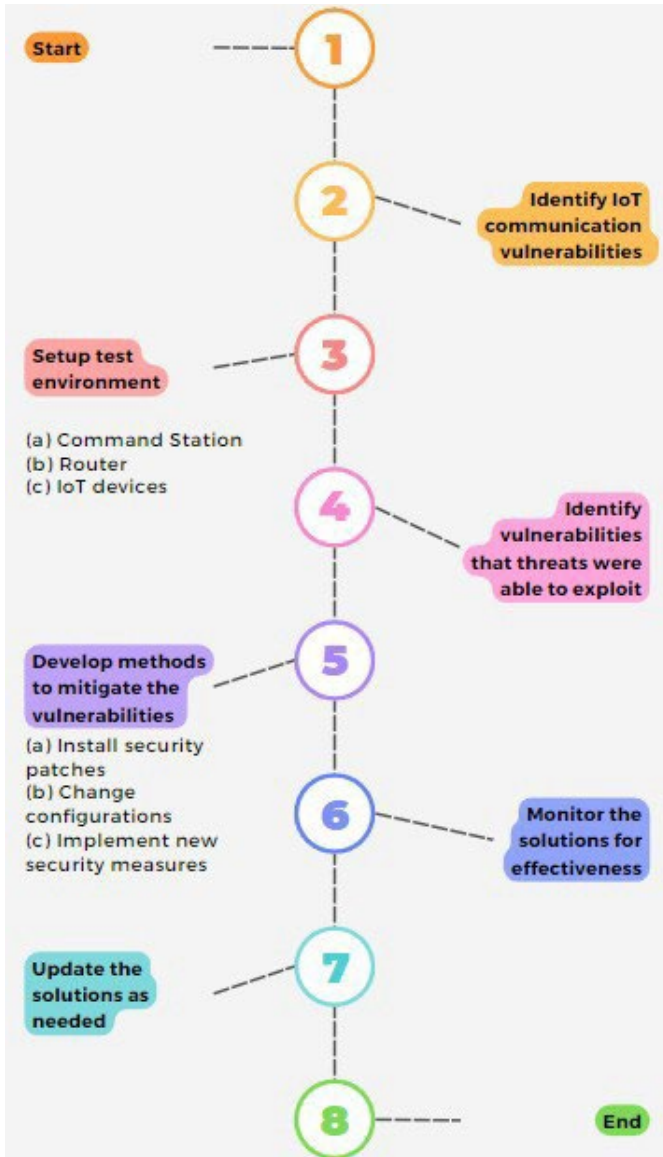 1
Start
2
Identify IoT
communication
vulnerabilities
3
Setup test
environment
(a) Command Station
(b) Router
(c) IoT devices
4
Identify
vulnerabilities
that threats were
able to exploit
5
Develop methods
to mitigate the
vulnerabilities
(a) Install security
patches
(b) Change
configurations
(c) Implement new
security measures
6
Monitor the
solutions for
effectiveness
7
Update the
solutions as
needed
8
End